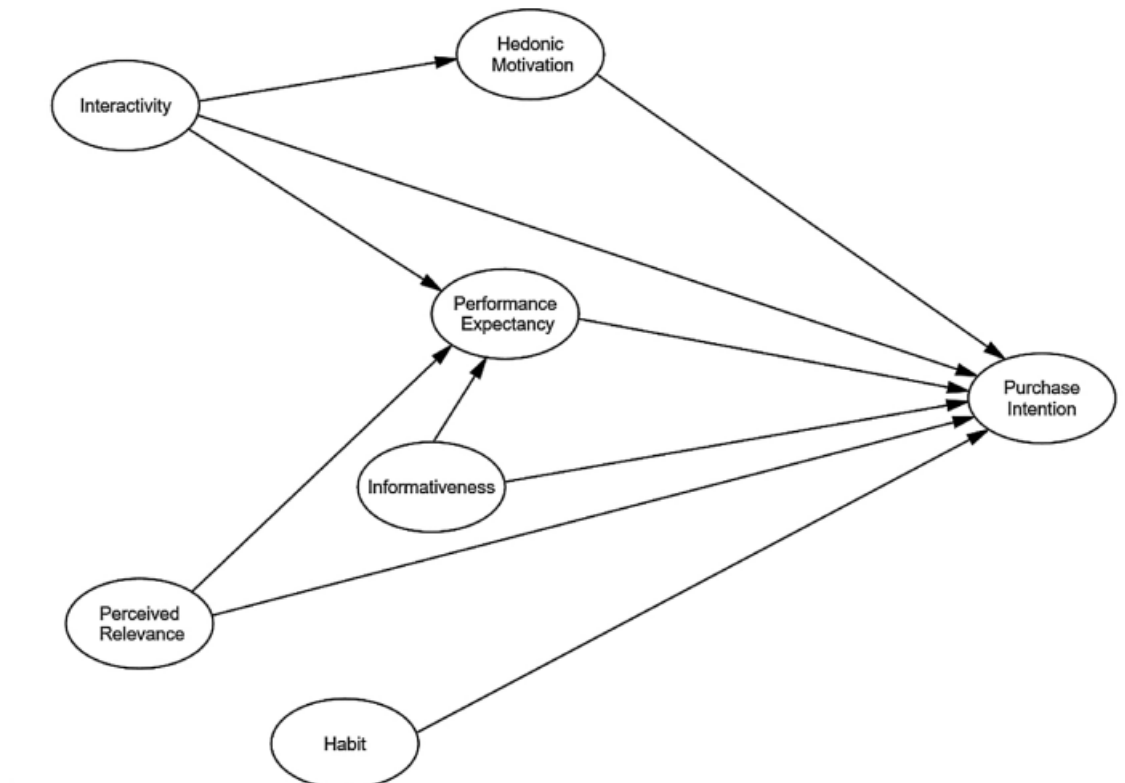 Hedonic
Motivation
Interactivity
Performance
Expectancy
Purchase
Intention
Informativeness
Perceived
Relevance
Habit